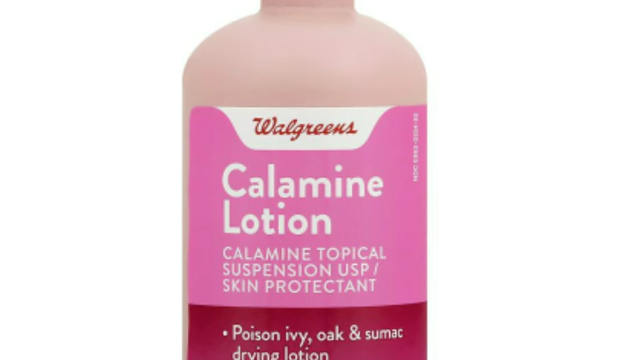 Walgreens
Calamine
Lotion
CALAMINE TOPICAL
SUSPENSION USP /
SKIN PROTECTANT
• Poison ivy, oak & sumac
drying lotion